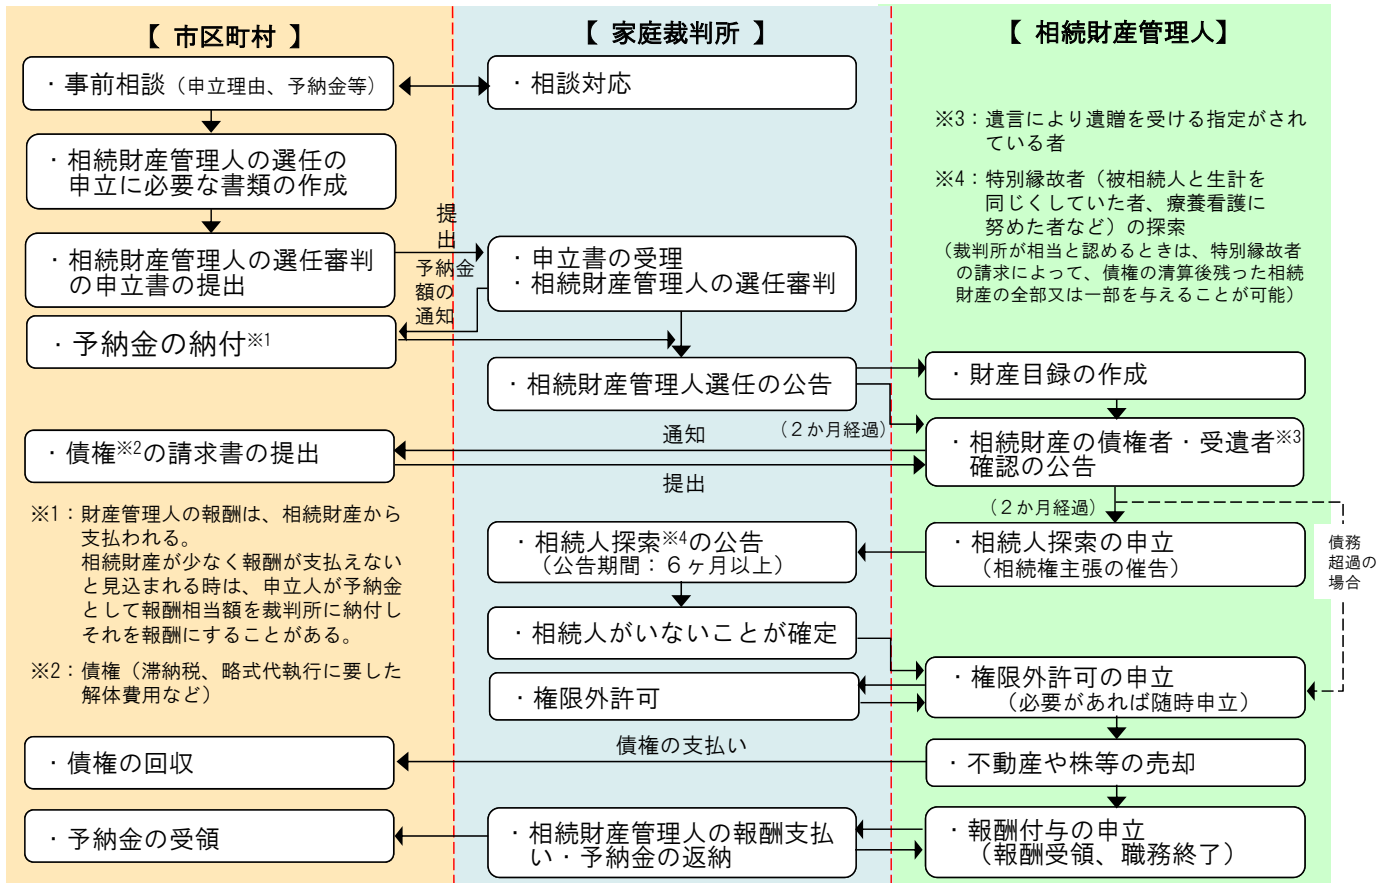 【 市区町村 】
・事前相談（申立理由、予納金等）
・相続財産管理人の選任の
申立に必要な書類の作成
・相続財産管理人の選任審判
の申立書の提出
・予納金の納付※1
・債権※2の請求書の提出
※1：財産管理人の報酬は、相続財産から
支払われる。
相続財産が少なく報酬が支払えない
と見込まれる時は、申立人が予納金
として報酬相当額を裁判所に納付し
それを報酬にすることがある。
※2：債権（滞納税、略式代執行に要した
解体費用など）
・債権の回収
・予納金の受領
提
出
予納金
額の
通知
【 家庭裁判所 】
・相談対応
・申立書の受理
・相続財産管理人の選任審判
・相続財産管理人選任の公告
（２か月経過）
通知
提出
・相続人探索※4の公告
（公告期間：６ヶ月以上）
・相続人がいないことが確定
・権限外許可
債権の支払い
・相続財産管理人の報酬支払
い・予納金の返納
【 相続財産管理人】
※3：遺言により遺贈を受ける指定がされ
ている者
※4：特別縁故者（被相続人と生計を
同じくしていた者、療養看護に
努めた者など）の探索
（裁判所が相当と認めるときは、特別縁故者
の請求によって、債権の清算後残った相続
財産の全部又は一部を与えることが可能）
・財産目録の作成
・相続財産の債権者・受遺者※3
確認の公告
（２か月経過）
・相続人探索の申立
（相続権主張の催告）
債務
超過の
場合
・権限外許可の申立
（必要があれば随時申立）
・不動産や株等の売却
・報酬付与の申立
（報酬受領、職務終了）